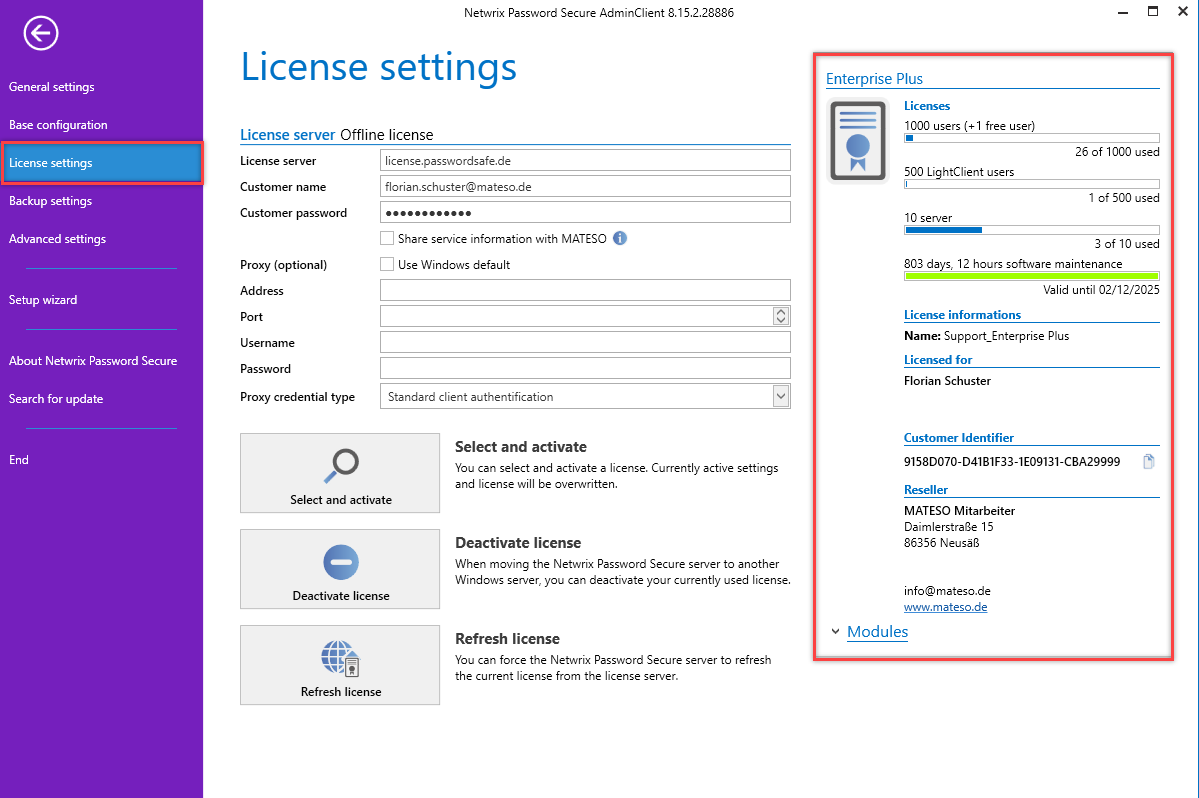 Netwrix Password Secure AdminClient 8.15.2.28886
General settings
Base configuration
License settings
Backup settings
Advanced settings
Setup wizard
About Netwrix Password Secure
Search for update
End
License settings
License server Offline license
License server license.passwordsafe.de
Customer name florian.schuster@mateso.de
Customer password ●●●●●●●●●●●●
Share service information with MATESO
Proxy (optional) Use Windows default
Address
Port
Username
Password
Proxy credential type Standard client authentification
Select and activate
Select and activate
You can select and activate a license. Currently active settings
and license will be overwritten.
Deactivate license
Deactivate license
When moving the Netwrix Password Secure server to another
Windows server, you can deactivate your currently used license.
Refresh license
Refresh license
You can force the Netwrix Password Secure server to refresh
the current license from the license server.
Enterprise Plus
Licenses
1000 users (+1 free user)
26 of 1000 used
500 LightClient users
1 of 500 used
10 server
3 of 10 used
803 days, 12 hours software maintenance
Valid until 02/12/2025
License informations
Name: Support_Enterprise Plus
Licensed for
Florian Schuster
Customer Identifier
9158D070-D41B1F33-1E09131-CBA29999
Reseller
MATESO Mitarbeiter
Daimlerstraße 15
86356 Neusäß
info@mateso.de
www.mateso.de
Modules